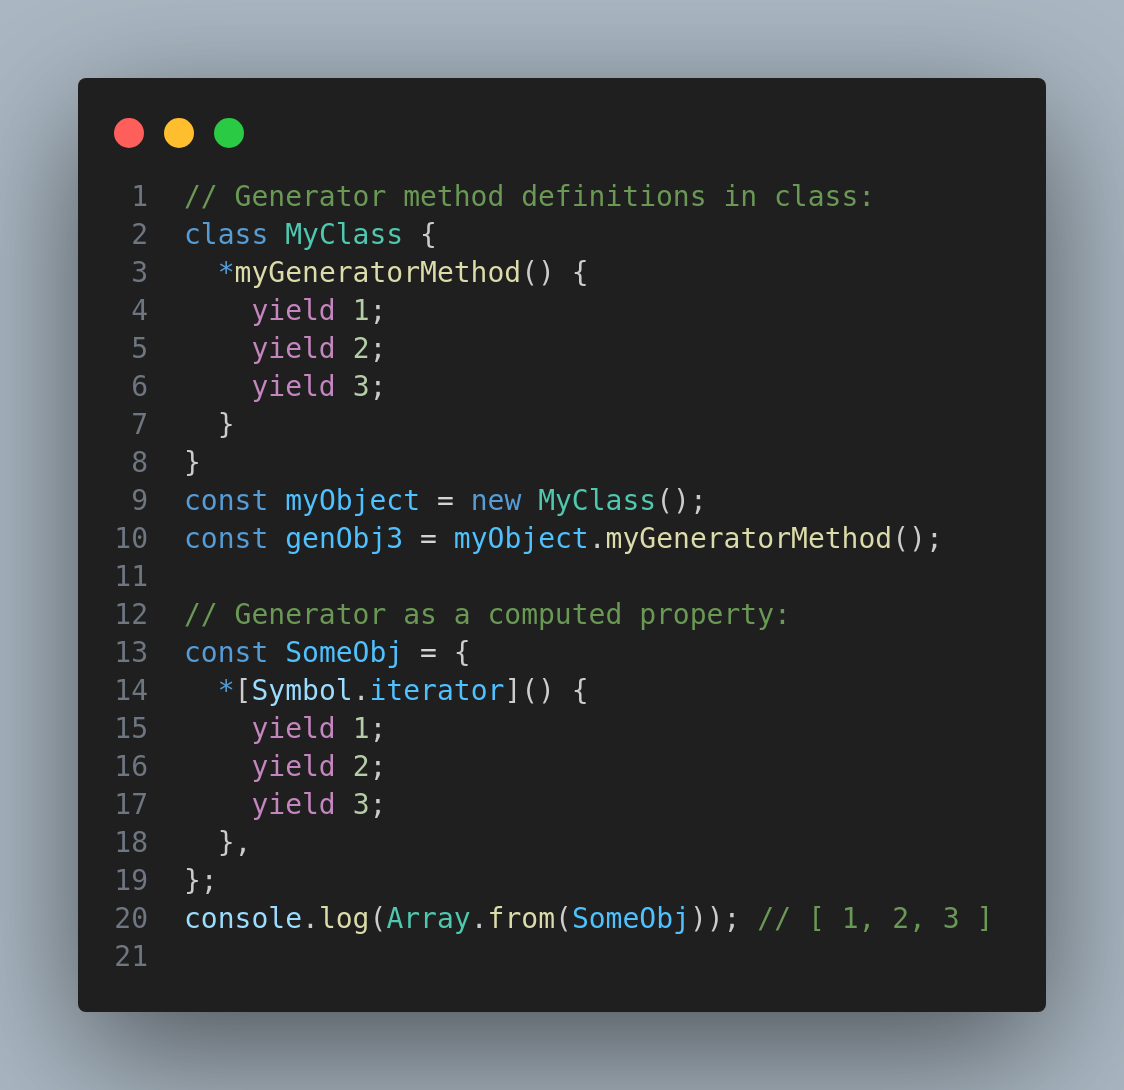 1 // Generator method definitions in class:
2 class MyClass {
3   *myGeneratorMethod() {
4     yield 1;
5     yield 2;
6     yield 3;
7   }
8 }
9 const myObject = new MyClass();
10 const genObj3 = myObject.myGeneratorMethod();
11
12 // Generator as a computed property:
13 const SomeObj = {
14   *[Symbol.iterator]() {
15     yield 1;
16     yield 2;
17     yield 3;
18   },
19 };
20 console.log(Array.from(SomeObj)); // [ 1, 2, 3 ]
21